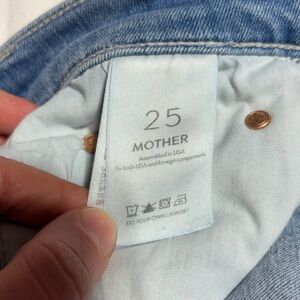 25
MOTHER
Assembled in USA
by both USA and foreign components
DO YOUR OWN LAUNDRY